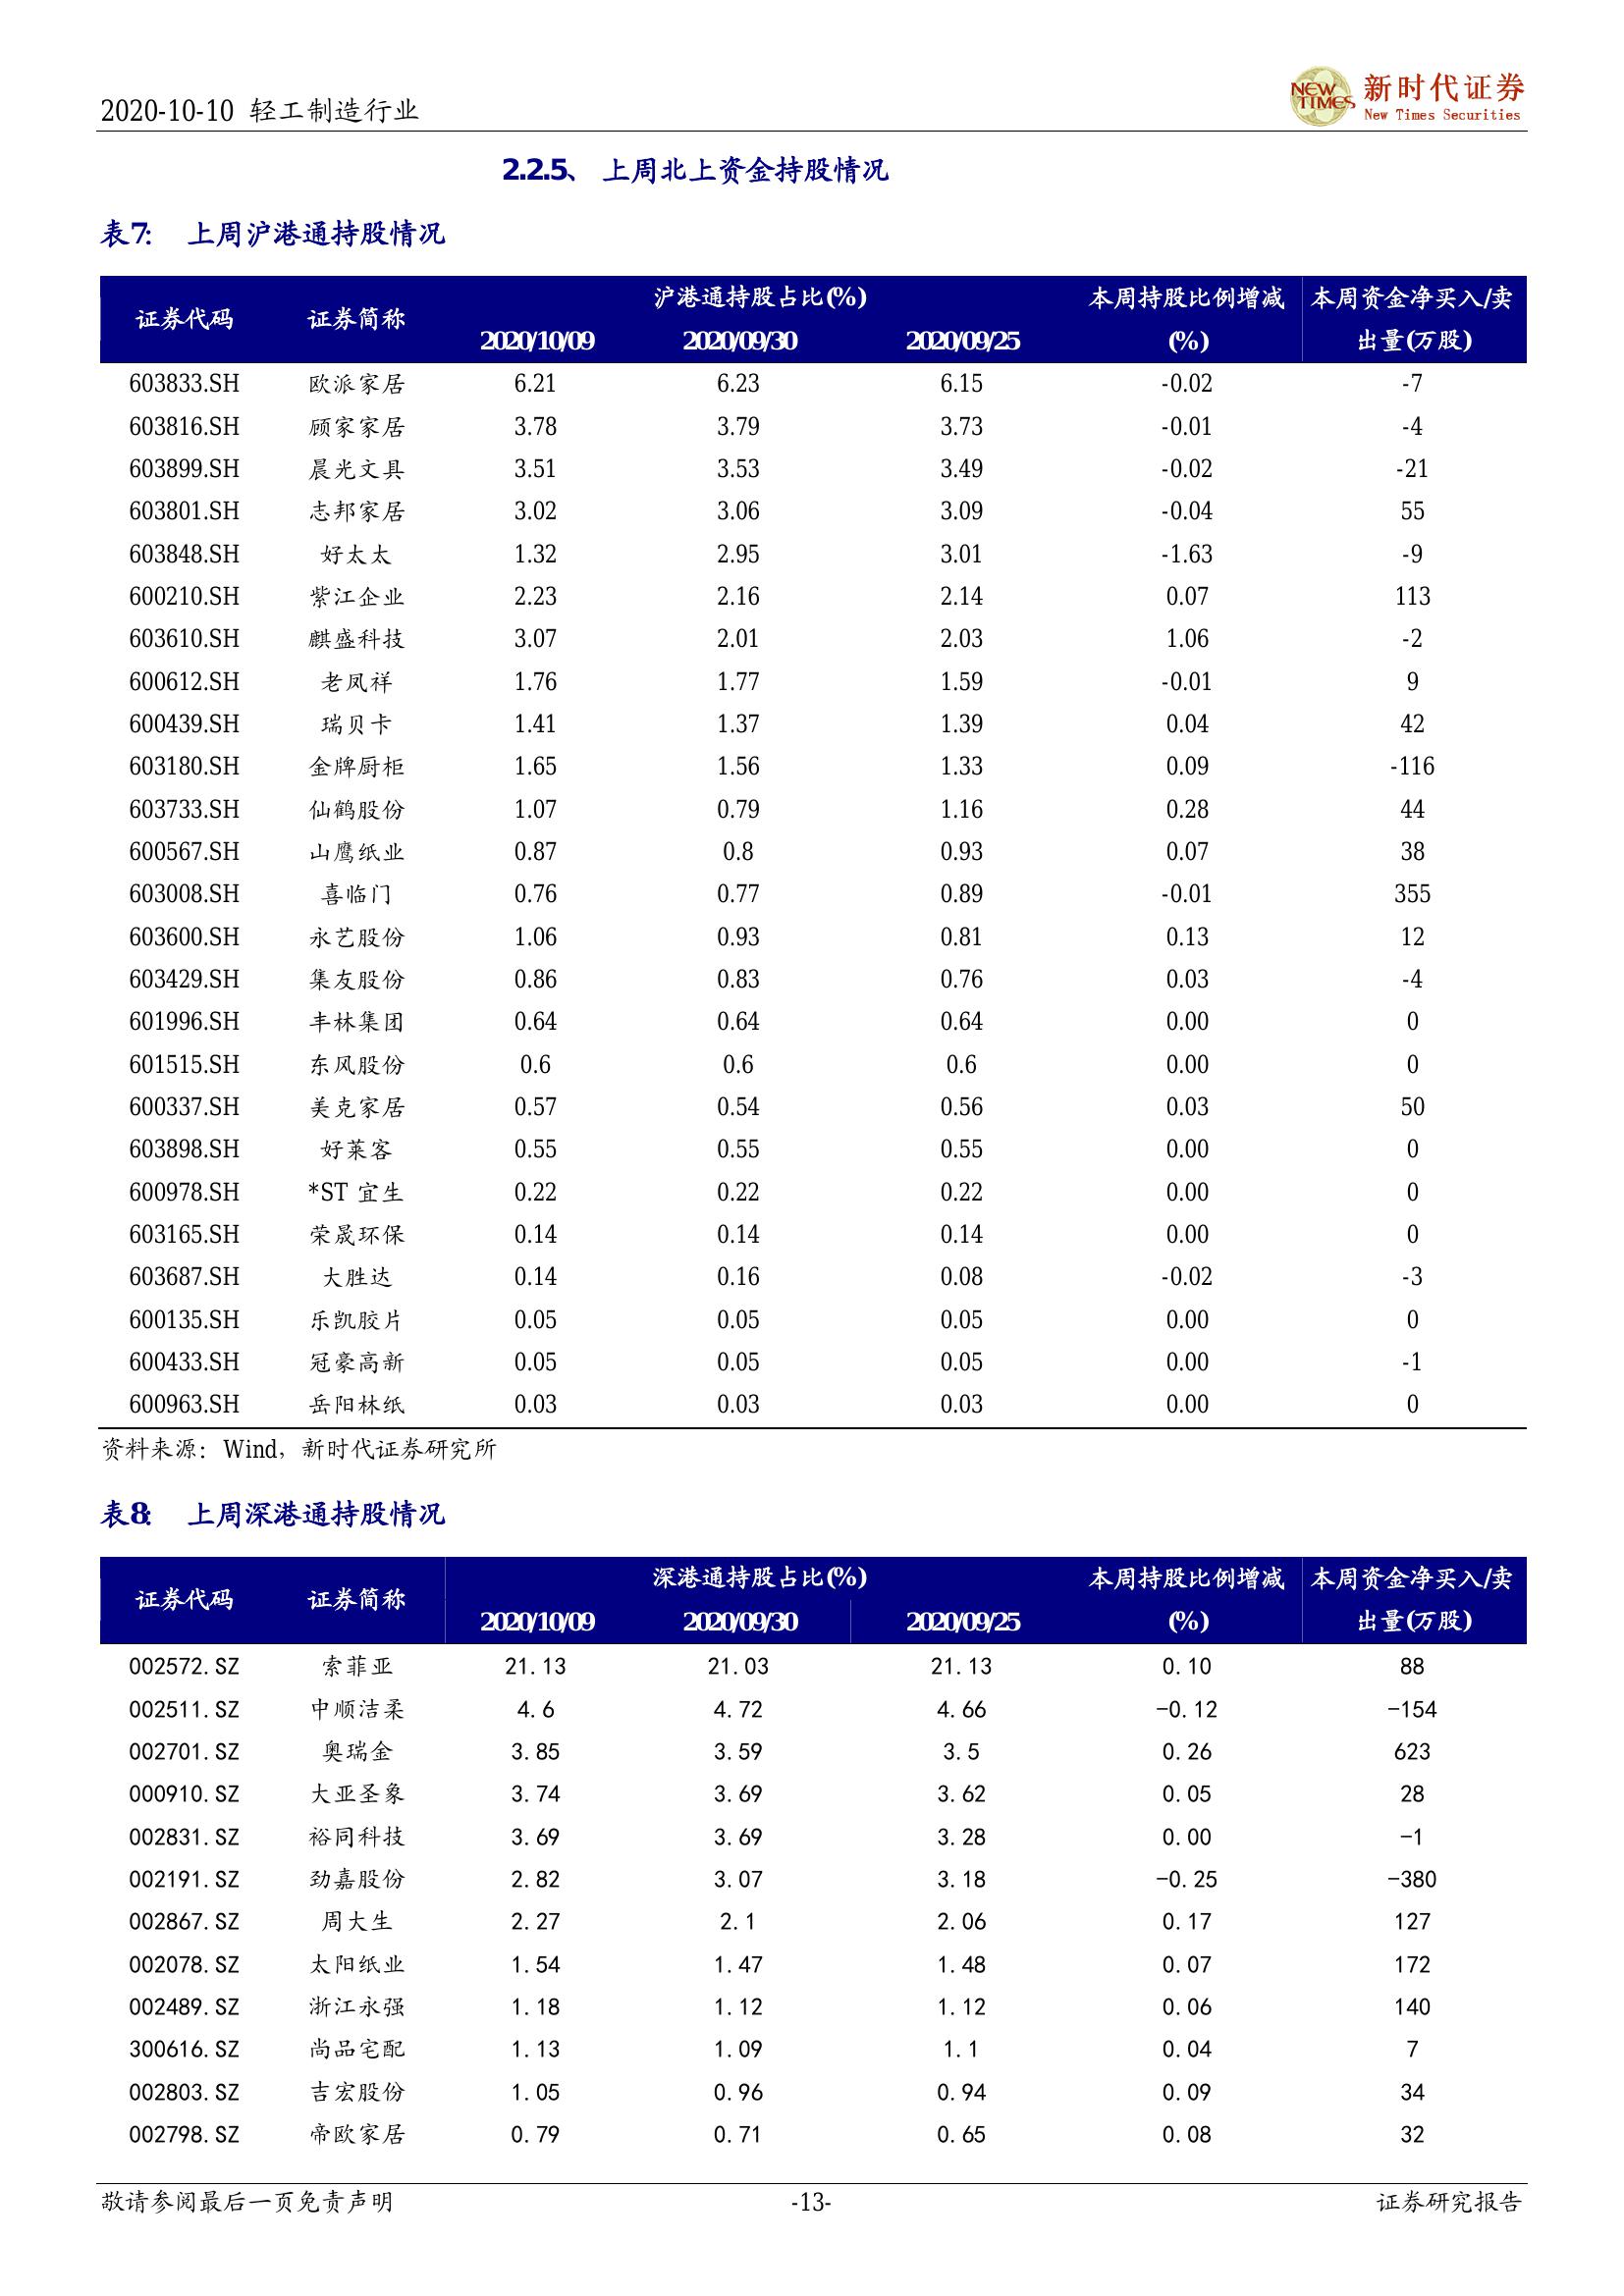 2020-10-10 轻工制造行业
NEW TIMES 新时代证券
New Times Securities
2.2.5、 上周北上资金持股情况
表7: 上周沪港通持股情况
证券代码 证券简称 沪港通持股占比(%) 本周持股比例增减 本周资金净买入/卖
2020/10/09 2020/09/30 2020/09/25 (%) 出量(万股)
603833.SH 欧派家居 6.21 6.23 6.15 -0.02 -7
603816.SH 顾家家居 3.78 3.79 3.73 -0.01 -4
603899.SH 晨光文具 3.51 3.53 3.49 -0.02 -21
603801.SH 志邦家居 3.02 3.06 3.09 -0.04 55
603848.SH 好太太 1.32 2.95 3.01 -1.63 -9
600210.SH 紫江企业 2.23 2.16 2.14 0.07 113
603610.SH 麒盛科技 3.07 2.01 2.03 1.06 -2
600612.SH 老凤祥 1.76 1.77 1.59 -0.01 9
600439.SH 瑞贝卡 1.41 1.37 1.39 0.04 42
603180.SH 金牌厨柜 1.65 1.56 1.33 0.09 -116
603733.SH 仙鹤股份 1.07 0.79 1.16 0.28 44
600567.SH 山鹰纸业 0.87 0.8 0.93 0.07 38
603008.SH 喜临门 0.76 0.77 0.89 -0.01 355
603600.SH 永艺股份 1.06 0.93 0.81 0.13 12
603429.SH 集友股份 0.86 0.83 0.76 0.03 -4
601996.SH 丰林集团 0.64 0.64 0.64 0.00 0
601515.SH 东风股份 0.6 0.6 0.6 0.00 0
600337.SH 美克家居 0.57 0.54 0.56 0.03 50
603898.SH 好莱客 0.55 0.55 0.55 0.00 0
600978.SH *ST 宜生 0.22 0.22 0.22 0.00 0
603165.SH 荣晟环保 0.14 0.14 0.14 0.00 0
603687.SH 大胜达 0.14 0.16 0.08 -0.02 -3
600135.SH 乐凯胶片 0.05 0.05 0.05 0.00 0
600433.SH 冠豪高新 0.05 0.05 0.05 0.00 -1
600963.SH 岳阳林纸 0.03 0.03 0.03 0.00 0
资料来源：Wind，新时代证券研究所
表8: 上周深港通持股情况
证券代码 证券简称 深港通持股占比(%) 本周持股比例增减 本周资金净买入/卖
2020/10/09 2020/09/30 2020/09/25 (%) 出量(万股)
002572.SZ 索菲亚 21.13 21.03 21.13 0.10 88
002511.SZ 中顺洁柔 4.6 4.72 4.66 -0.12 -154
002701.SZ 奥瑞金 3.85 3.59 3.5 0.26 623
000910.SZ 大亚圣象 3.74 3.69 3.62 0.05 28
002831.SZ 裕同科技 3.69 3.69 3.28 0.00 -1
002191.SZ 劲嘉股份 2.82 3.07 3.18 -0.25 -380
002867.SZ 周大生 2.27 2.1 2.06 0.17 127
002078.SZ 太阳纸业 1.54 1.47 1.48 0.07 172
002489.SZ 浙江永强 1.18 1.12 1.12 0.06 140
300616.SZ 尚品宅配 1.13 1.09 1.1 0.04 7
002803.SZ 吉宏股份 1.05 0.96 0.94 0.09 34
002798.SZ 帝欧家居 0.79 0.71 0.65 0.08 32
敬请参阅最后一页免责声明 -13- 证券研究报告